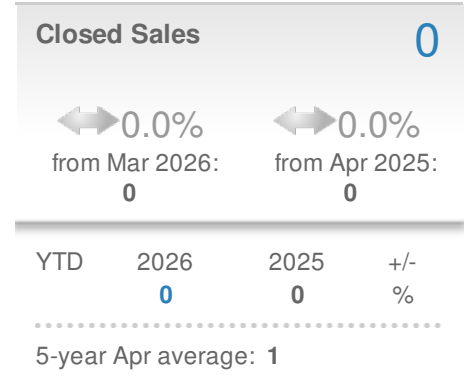 Closed Sales 0
0.0% 0.0%
from Mar 2026: from Apr 2025:
0 0
YTD 2026 2025 +/-
0 0 %
5-year Apr average: 1